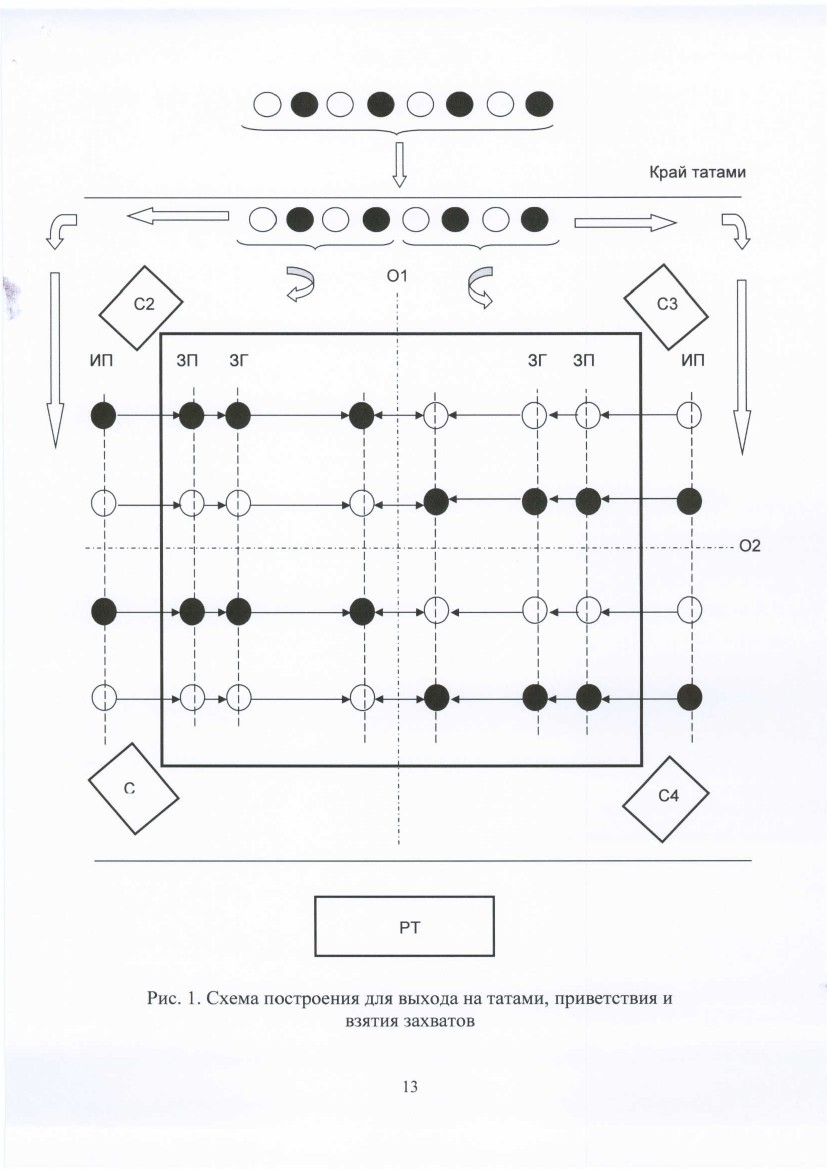 Край татами
О1
С2
С3
ИП ЗП ЗГ ЗГ ЗП ИП
О2
С
С4
РТ
Рис. 1. Схема построения для выхода на татами, приветствия и
взятия захватов
13